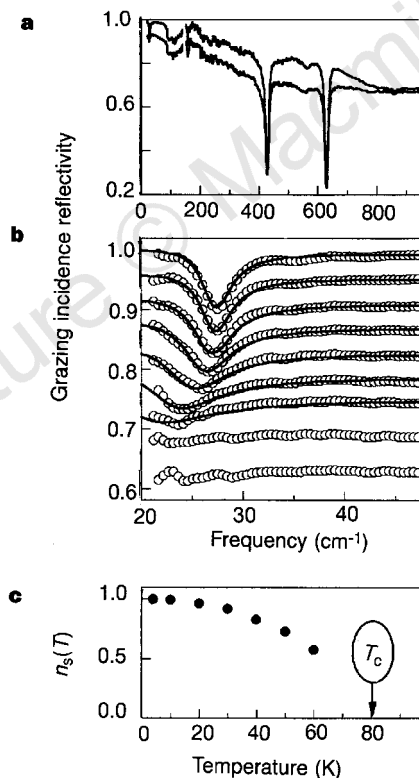 a
1.0
0.6
0.2
0
200
400
600
800
Grazing incidence reflectivity
b
1.0
0.9
0.8
0.7
0.6
20
30
40
Frequency (cm⁻¹)
c
1.0
0.5
0.0
nₛ(T)
T꜀
0
20
40
60
80
Temperature (K)
ture © Macmi